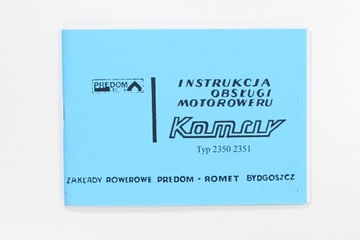 PREDOM
INSTRUKCJA
OBSŁUGI
MOTOROWERU
Komar
Typ 2350 2351
ZAKŁADY ROWEROWE PREDOM - ROMET BYDGOSZCZ